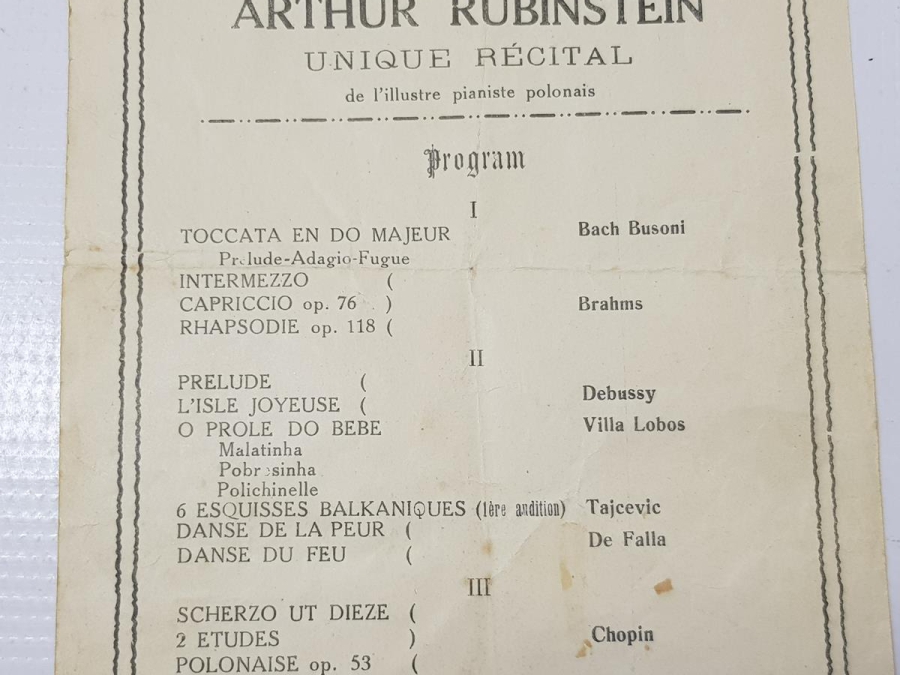 ARTHUR RUBINSTEIN
UNIQUE RÉCITAL
de l'illustre pianiste polonais
Program
I
TOCCATA EN DO MAJEUR Bach Busoni
Prelude-Adagio-Fugue
INTERMEZZO (
CAPRICCIO op. 76 ) Brahms
RHAPSODIE op. 118 (
II
PRELUDE (
L'ISLE JOYEUSE ( Debussy
O PROLE DO BEBE Villa Lobos
Malatinha
Pobresinha
Polichinelle
6 ESQUISSES BALKANIQUES (1ère audition) Tajcevic
DANSE DE LA PEUR (
DANSE DU FEU ( De Falla
III
SCHERZO UT DIEZE (
2 ETUDES ) Chopin
POLONAISE op. 53 (